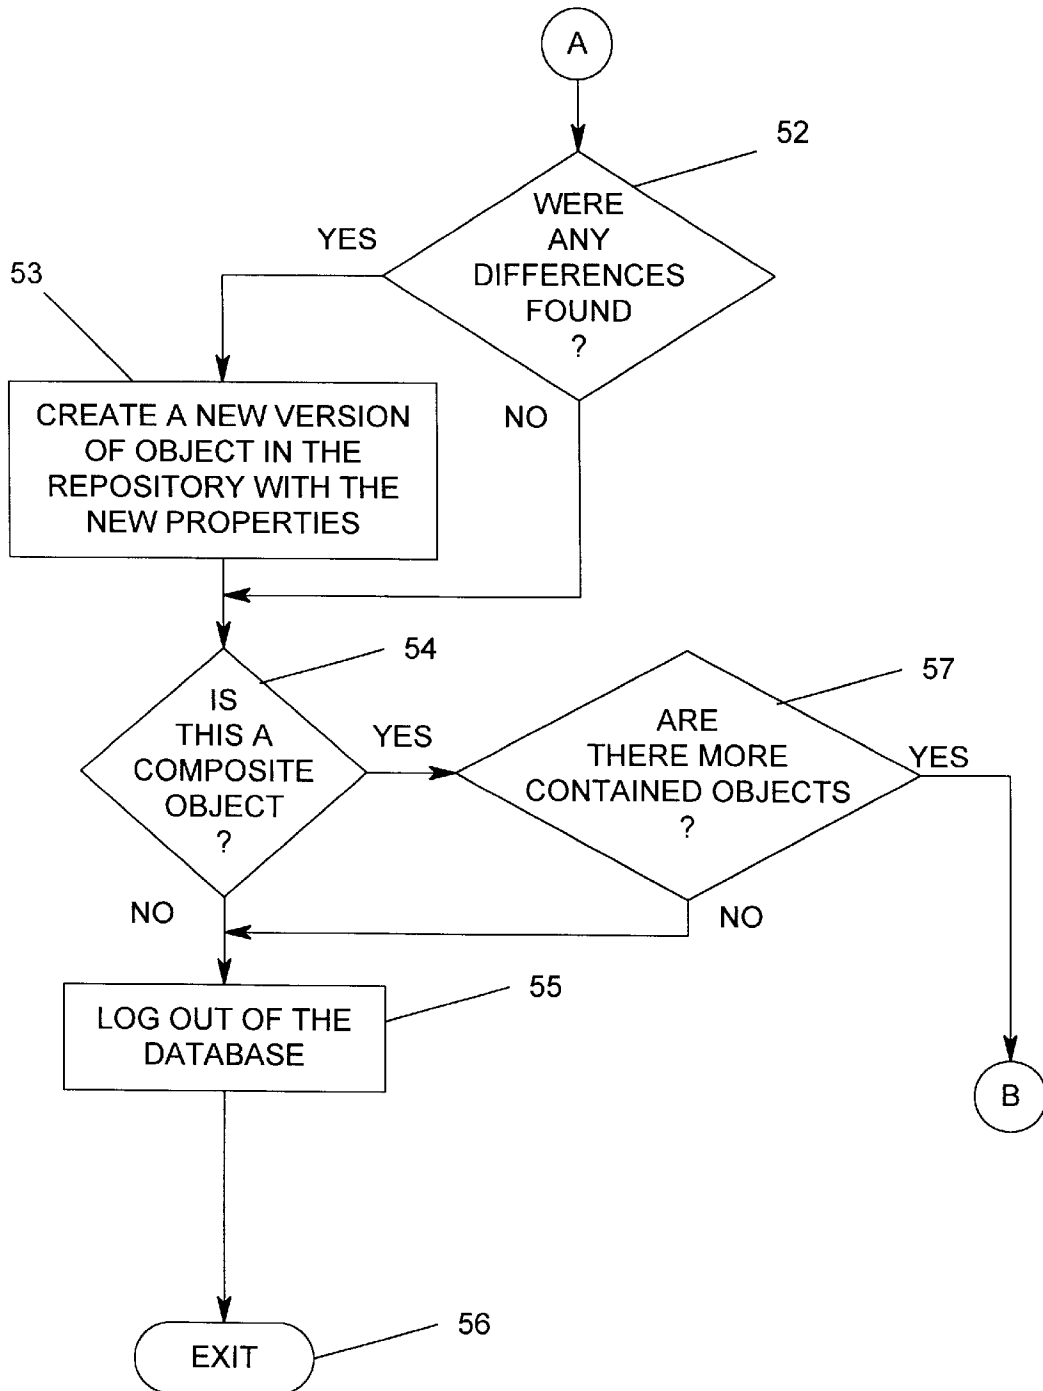 A
52
WERE
ANY
DIFFERENCES
FOUND
?
YES
NO
53
CREATE A NEW VERSION
OF OBJECT IN THE
REPOSITORY WITH THE
NEW PROPERTIES
54
IS
THIS A
COMPOSITE
OBJECT
?
YES
NO
57
ARE
THERE MORE
CONTAINED OBJECTS
?
YES
NO
55
LOG OUT OF THE
DATABASE
B
56
EXIT